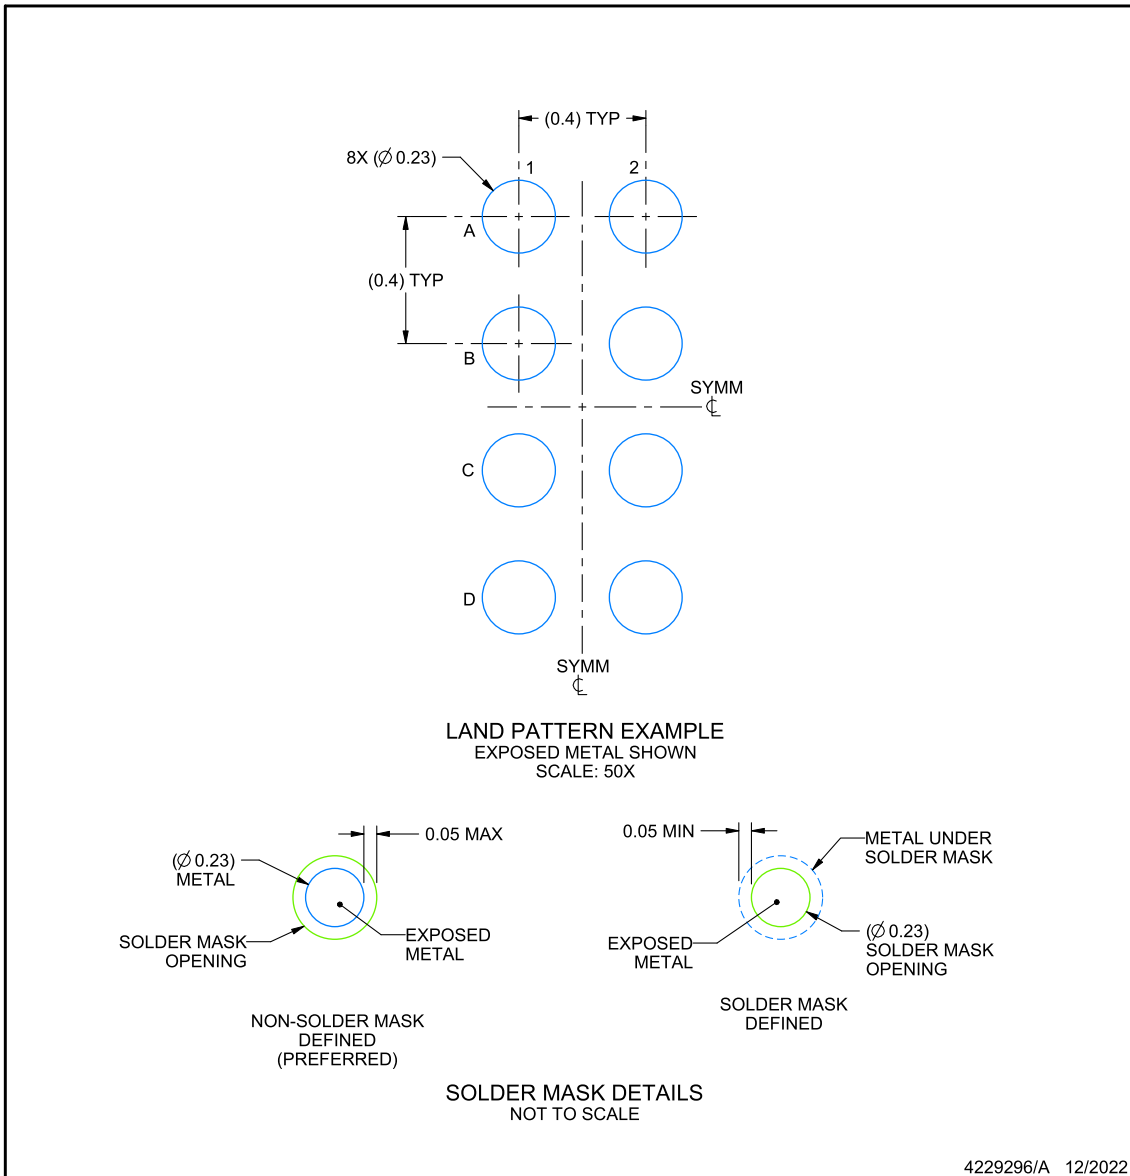 (0.4) TYP
8X (Ø 0.23)
1
2
A
(0.4) TYP
B
SYMM
℄
C
D
SYMM
℄
LAND PATTERN EXAMPLE
EXPOSED METAL SHOWN
SCALE: 50X
0.05 MAX
(Ø 0.23)
METAL
SOLDER MASK
OPENING
EXPOSED
METAL
NON-SOLDER MASK
DEFINED
(PREFERRED)
0.05 MIN
METAL UNDER
SOLDER MASK
EXPOSED
METAL
(Ø 0.23)
SOLDER MASK
OPENING
SOLDER MASK
DEFINED
SOLDER MASK DETAILS
NOT TO SCALE
4229296/A 12/2022